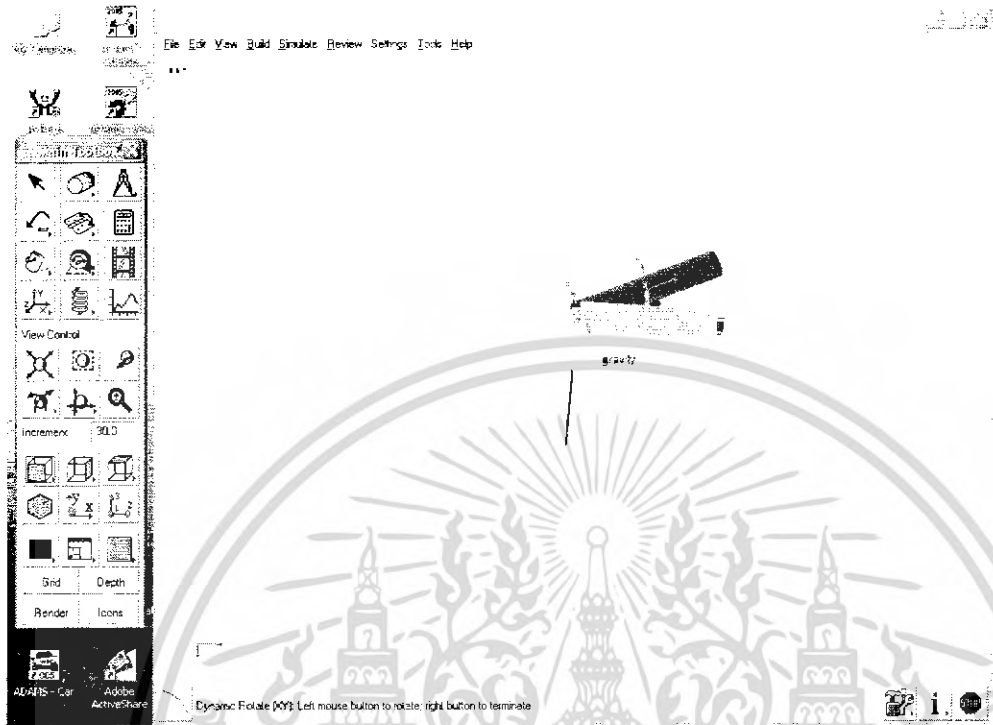 File Edit View Build Simulate Review Settings Tools Help
View Control
Increment 30.0
Grid Depth
Render Icons
gravity
ADAMS - Car
Adobe
ActiveShare
Dynamic Rotate (XY): Left mouse button to rotate; right button to terminate